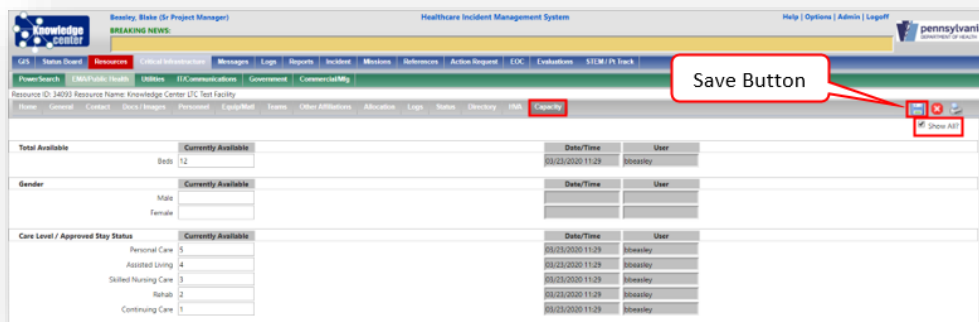 Knowledge center
Beasley, Blake (Sr Project Manager)
Healthcare Incident Management System
Help | Options | Admin | Logoff
BREAKING NEWS:
pennsylvani
DEPARTMENT OF HEALTH
GIS Status Board Resources Critical Infrastructure Messages Logs Reports Incident Missions References Action Request EOC Evaluations STEM / Pt Track
PowerSearch EMA/Public Health Utilities IT/Communications Government Commercial/Mfg
Save Button
Resource ID: 34093 Resource Name: Knowledge Center LTC Test Facility
Home General Contact Docs / Images Personnel Equip/Matl Teams Other Affiliations Allocation Logs Status Directory HVA Capacity
Show All?
Total Available Currently Available Date/Time User
Beds 12 03/23/2020 11:29 bbeasley
Gender Currently Available Date/Time User
Male
Female
Care Level / Approved Stay Status Currently Available Date/Time User
Personal Care 5 03/23/2020 11:29 bbeasley
Assisted Living 4 03/23/2020 11:29 bbeasley
Skilled Nursing Care 3 03/23/2020 11:29 bbeasley
Rehab 2 03/23/2020 11:29 bbeasley
Continuing Care 1 03/23/2020 11:29 bbeasley